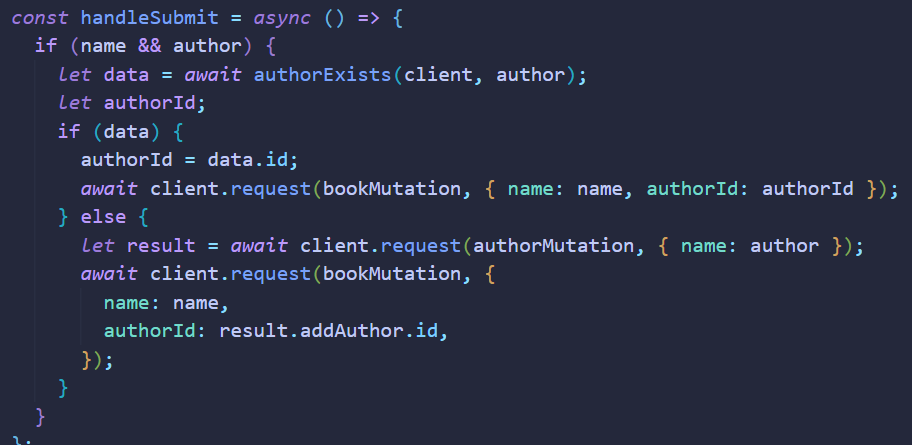 const handleSubmit = async () => {
  if (name && author) {
    let data = await authorExists(client, author);
    let authorId;
    if (data) {
      authorId = data.id;
      await client.request(bookMutation, { name: name, authorId: authorId });
    } else {
      let result = await client.request(authorMutation, { name: author });
      await client.request(bookMutation, {
        name: name,
        authorId: result.addAuthor.id,
      });
    }
  }
};